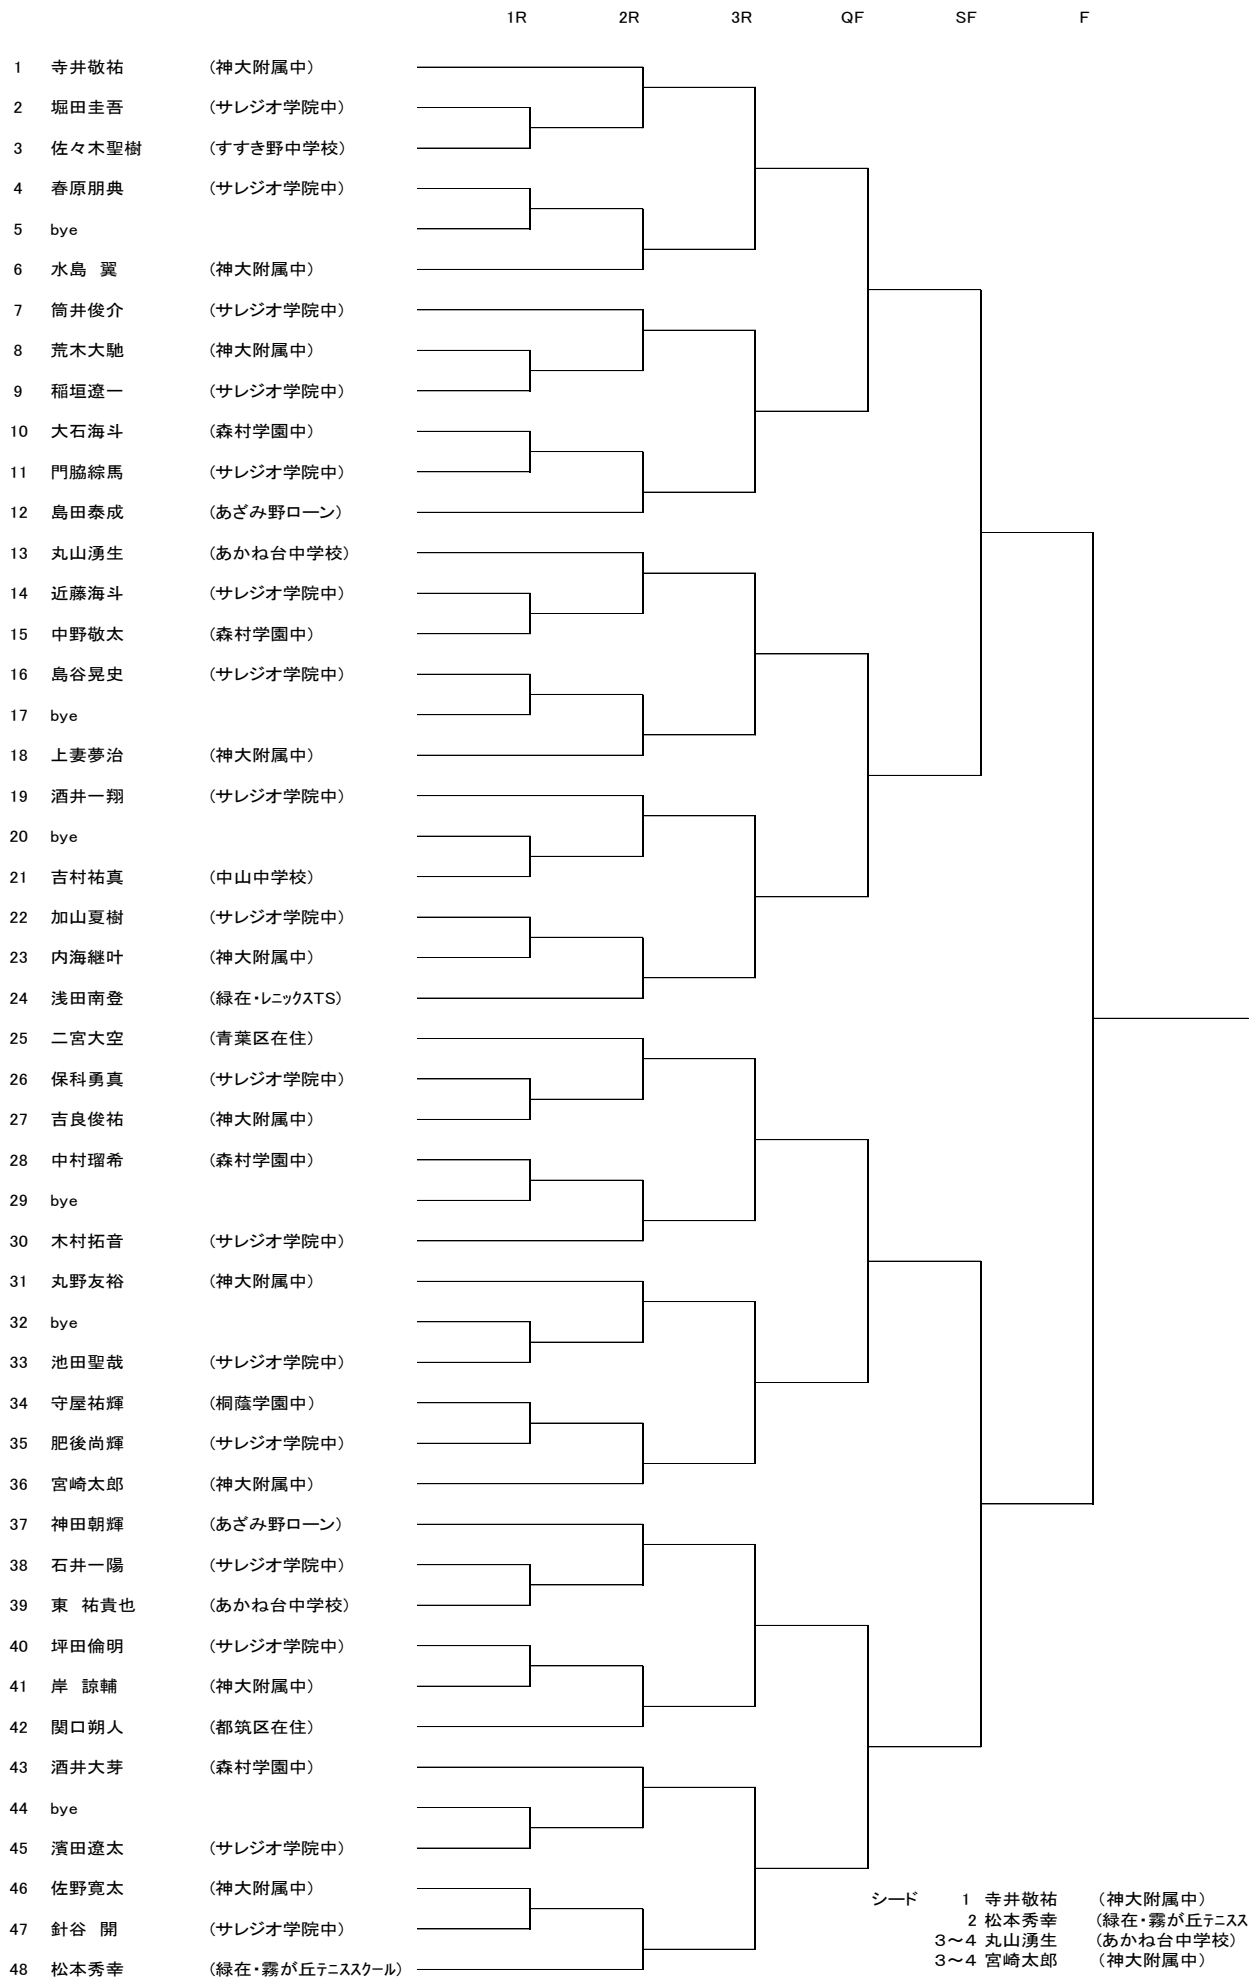 1R 2R 3R QF SF F
1 寺井敬祐 (神大附属中)
2 堀田圭吾 (サレジオ学院中)
3 佐々木聖樹 (すすき野中学校)
4 春原朋典 (サレジオ学院中)
5 bye
6 水島 翼 (神大附属中)
7 筒井俊介 (サレジオ学院中)
8 荒木大馳 (神大附属中)
9 稲垣遼一 (サレジオ学院中)
10 大石海斗 (森村学園中)
11 門脇綜馬 (サレジオ学院中)
12 島田泰成 (あざみ野ローン)
13 丸山湧生 (あかね台中学校)
14 近藤海斗 (サレジオ学院中)
15 中野敬太 (森村学園中)
16 島谷晃史 (サレジオ学院中)
17 bye
18 上妻夢治 (神大附属中)
19 酒井一翔 (サレジオ学院中)
20 bye
21 吉村祐真 (中山中学校)
22 加山夏樹 (サレジオ学院中)
23 内海継叶 (神大附属中)
24 浅田南登 (緑在・レニックスTS)
25 二宮大空 (青葉区在住)
26 保科勇真 (サレジオ学院中)
27 吉良俊祐 (神大附属中)
28 中村瑠希 (森村学園中)
29 bye
30 木村拓音 (サレジオ学院中)
31 丸野友裕 (神大附属中)
32 bye
33 池田聖哉 (サレジオ学院中)
34 守屋祐輝 (桐蔭学園中)
35 肥後尚輝 (サレジオ学院中)
36 宮崎太郎 (神大附属中)
37 神田朝輝 (あざみ野ローン)
38 石井一陽 (サレジオ学院中)
39 東 祐貴也 (あかね台中学校)
40 坪田倫明 (サレジオ学院中)
41 岸 諒輔 (神大附属中)
42 関口朔人 (都筑区在住)
43 酒井大芽 (森村学園中)
44 bye
45 濱田遼太 (サレジオ学院中)
46 佐野寛太 (神大附属中)
47 針谷 開 (サレジオ学院中)
48 松本秀幸 (緑在・霧が丘テニススクール)
シード 1 寺井敬祐 (神大附属中)
2 松本秀幸 (緑在・霧が丘テニスス
3～4 丸山湧生 (あかね台中学校)
3～4 宮崎太郎 (神大附属中)